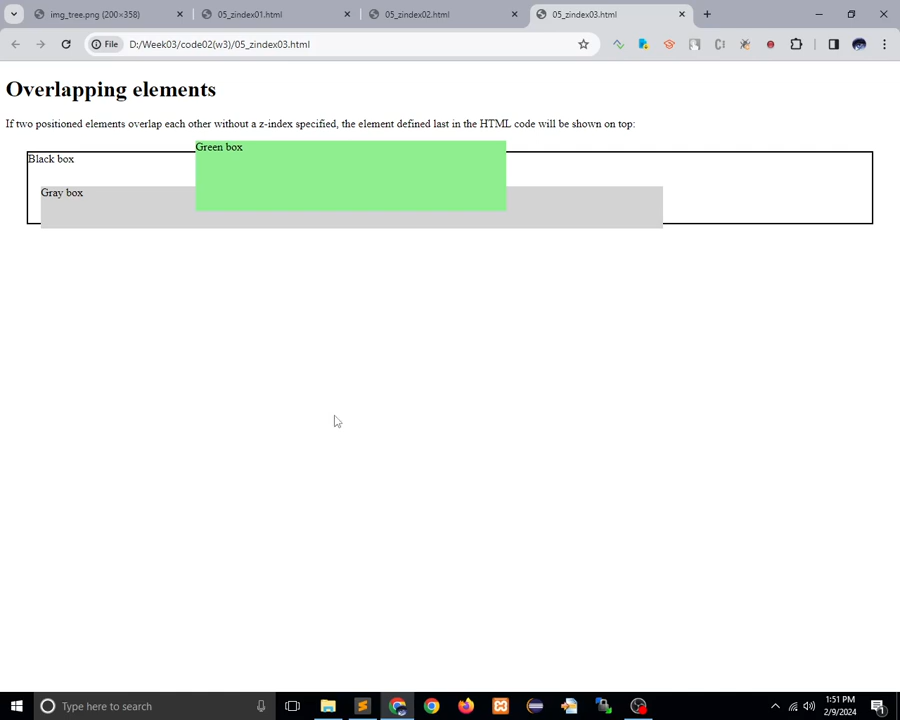 img_tree.png (200×358)
05_zindex01.html
05_zindex02.html
05_zindex03.html
File
D:/Week03/code02(w3)/05_zindex03.html
Overlapping elements
If two positioned elements overlap each other without a z-index specified, the element defined last in the HTML code will be shown on top:
Green box
Black box
Gray box
Type here to search
1:51 PM
2/9/2024
1